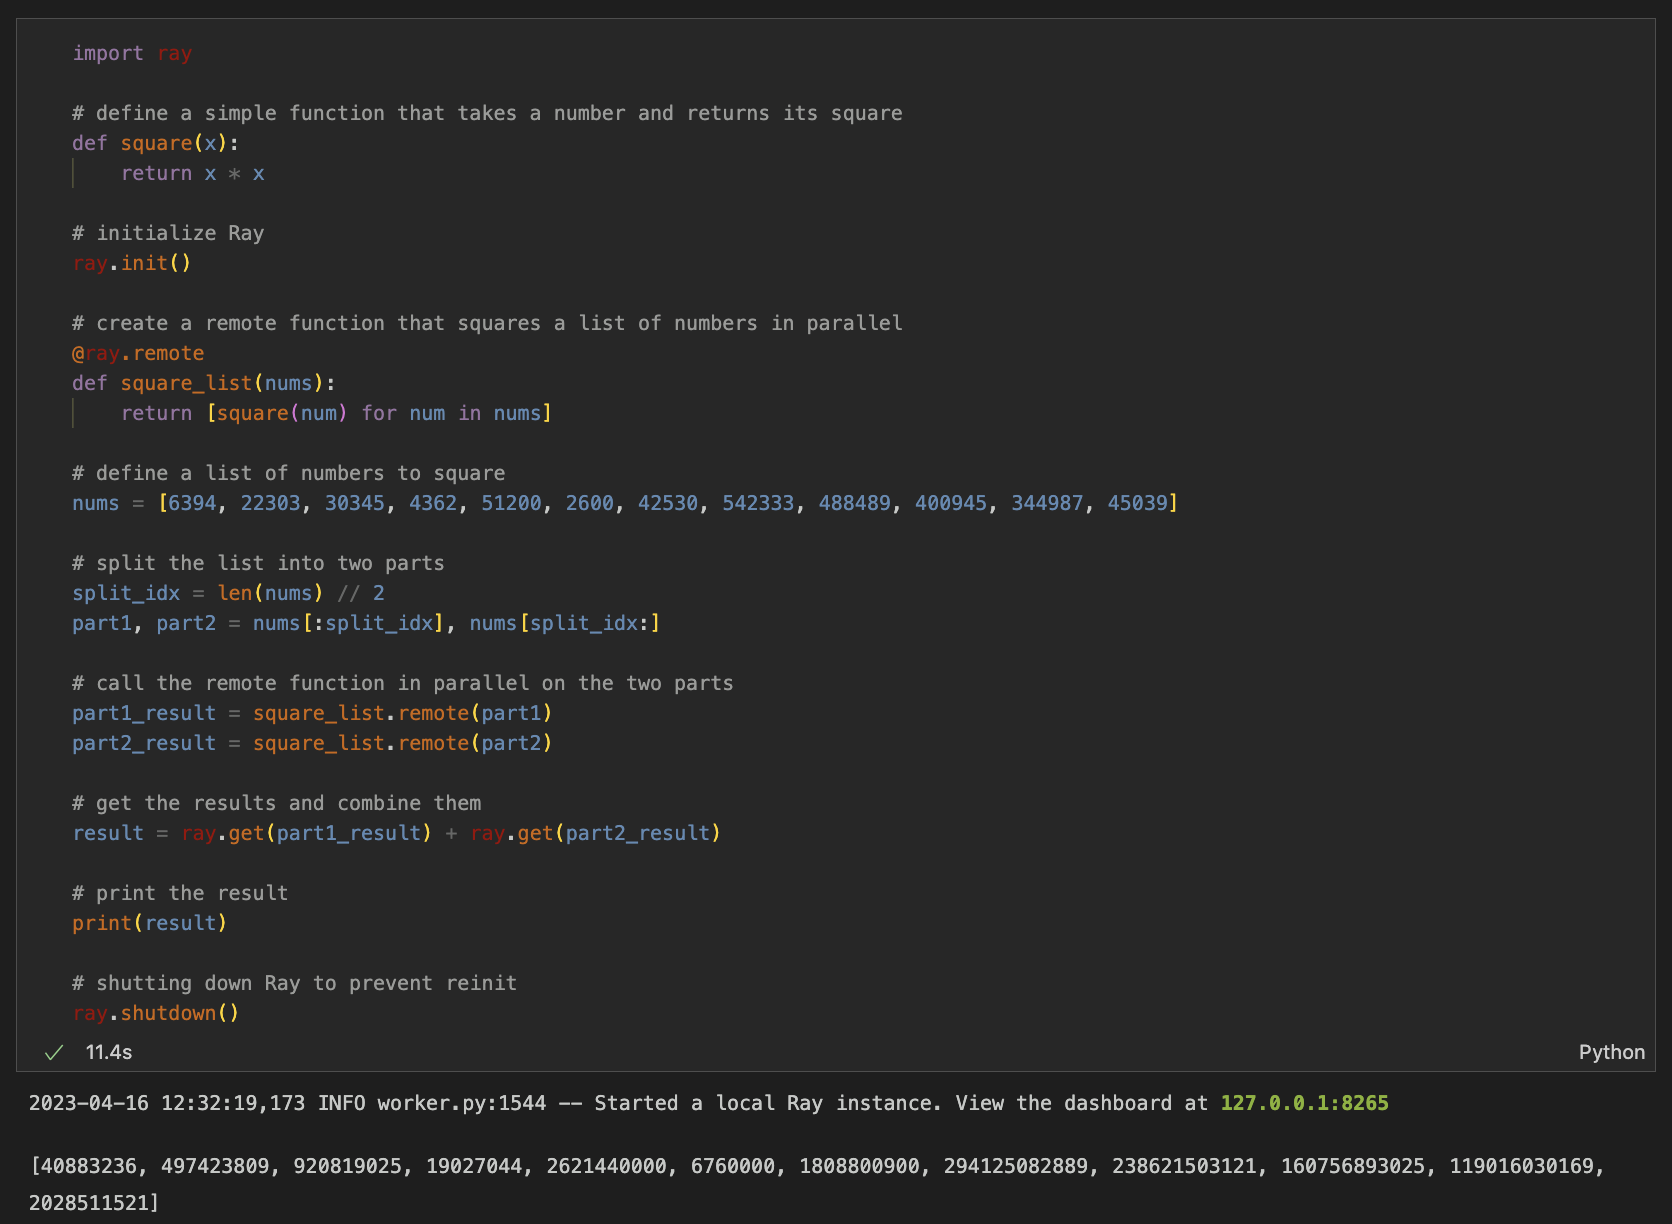 import ray
# define a simple function that takes a number and returns its square
def square(x):
    return x * x
# initialize Ray
ray.init()
# create a remote function that squares a list of numbers in parallel
@ray.remote
def square_list(nums):
    return [square(num) for num in nums]
# define a list of numbers to square
nums = [6394, 22303, 30345, 4362, 51200, 2600, 42530, 542333, 488489, 400945, 344987, 45039]
# split the list into two parts
split_idx = len(nums) // 2
part1, part2 = nums[:split_idx], nums[split_idx:]
# call the remote function in parallel on the two parts
part1_result = square_list.remote(part1)
part2_result = square_list.remote(part2)
# get the results and combine them
result = ray.get(part1_result) + ray.get(part2_result)
# print the result
print(result)
# shutting down Ray to prevent reinit
ray.shutdown()
✓ 11.4s Python
2023-04-16 12:32:19,173 INFO worker.py:1544 -- Started a local Ray instance. View the dashboard at 127.0.0.1:8265
[40883236, 497423809, 920819025, 19027044, 2621440000, 6760000, 1808800900, 294125082889, 238621503121, 160756893025, 119016030169,
2028511521]